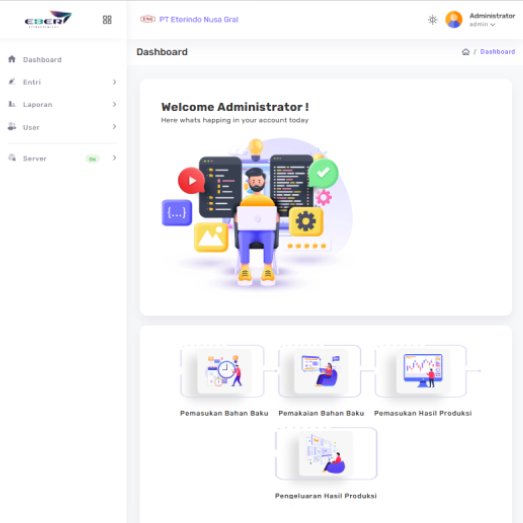 EBER
PT Eterindo Nusa Gral
Administrator
admin
Dashboard
/ Dashboard
Dashboard
Entri
Laporan
User
Server
On
Welcome Administrator !
Here whats happing in your account today
{...}
Pemasukan Bahan Baku
Pemakaian Bahan Baku
Pemasukan Hasil Produksi
Pengeluaran Hasil Produksi